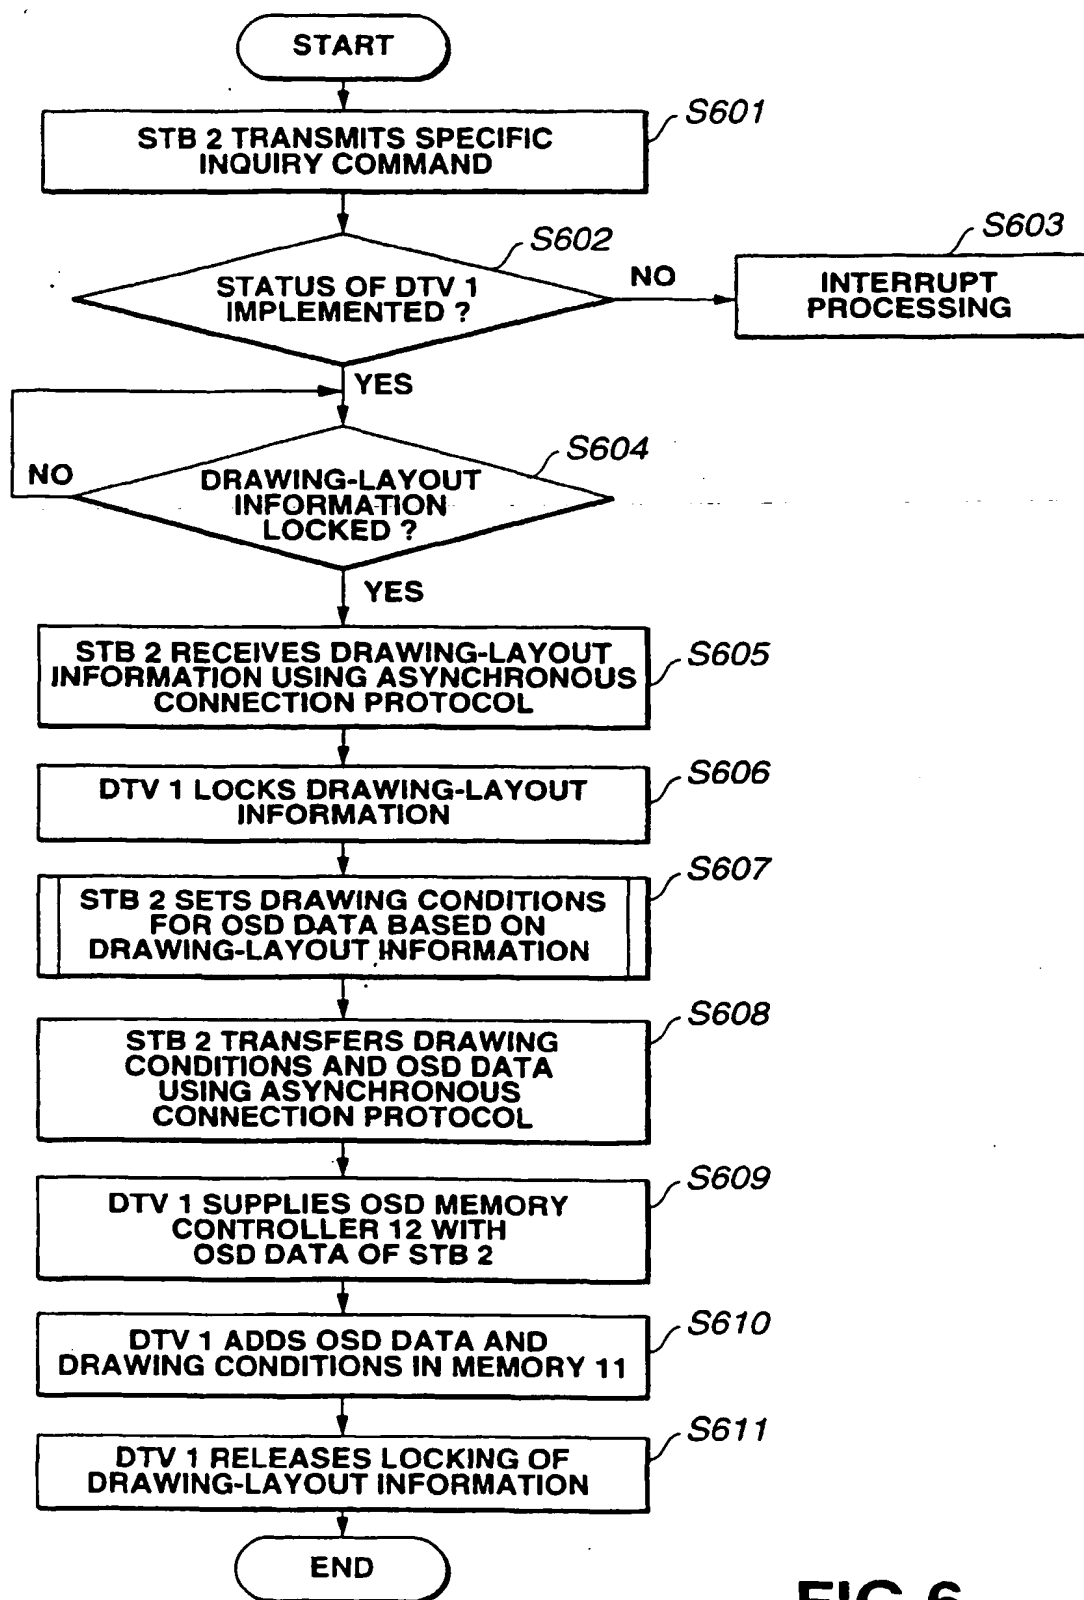 START
S601
STB 2 TRANSMITS SPECIFIC
INQUIRY COMMAND
S602
STATUS OF DTV 1
IMPLEMENTED ?
NO
S603
INTERRUPT
PROCESSING
YES
S604
NO
DRAWING-LAYOUT
INFORMATION
LOCKED ?
YES
S605
STB 2 RECEIVES DRAWING-LAYOUT
INFORMATION USING ASYNCHRONOUS
CONNECTION PROTOCOL
S606
DTV 1 LOCKS DRAWING-LAYOUT
INFORMATION
S607
STB 2 SETS DRAWING CONDITIONS
FOR OSD DATA BASED ON
DRAWING-LAYOUT INFORMATION
S608
STB 2 TRANSFERS DRAWING
CONDITIONS AND OSD DATA
USING ASYNCHRONOUS
CONNECTION PROTOCOL
S609
DTV 1 SUPPLIES OSD MEMORY
CONTROLLER 12 WITH
OSD DATA OF STB 2
S610
DTV 1 ADDS OSD DATA AND
DRAWING CONDITIONS IN MEMORY 11
S611
DTV 1 RELEASES LOCKING OF
DRAWING-LAYOUT INFORMATION
END
FIG.6